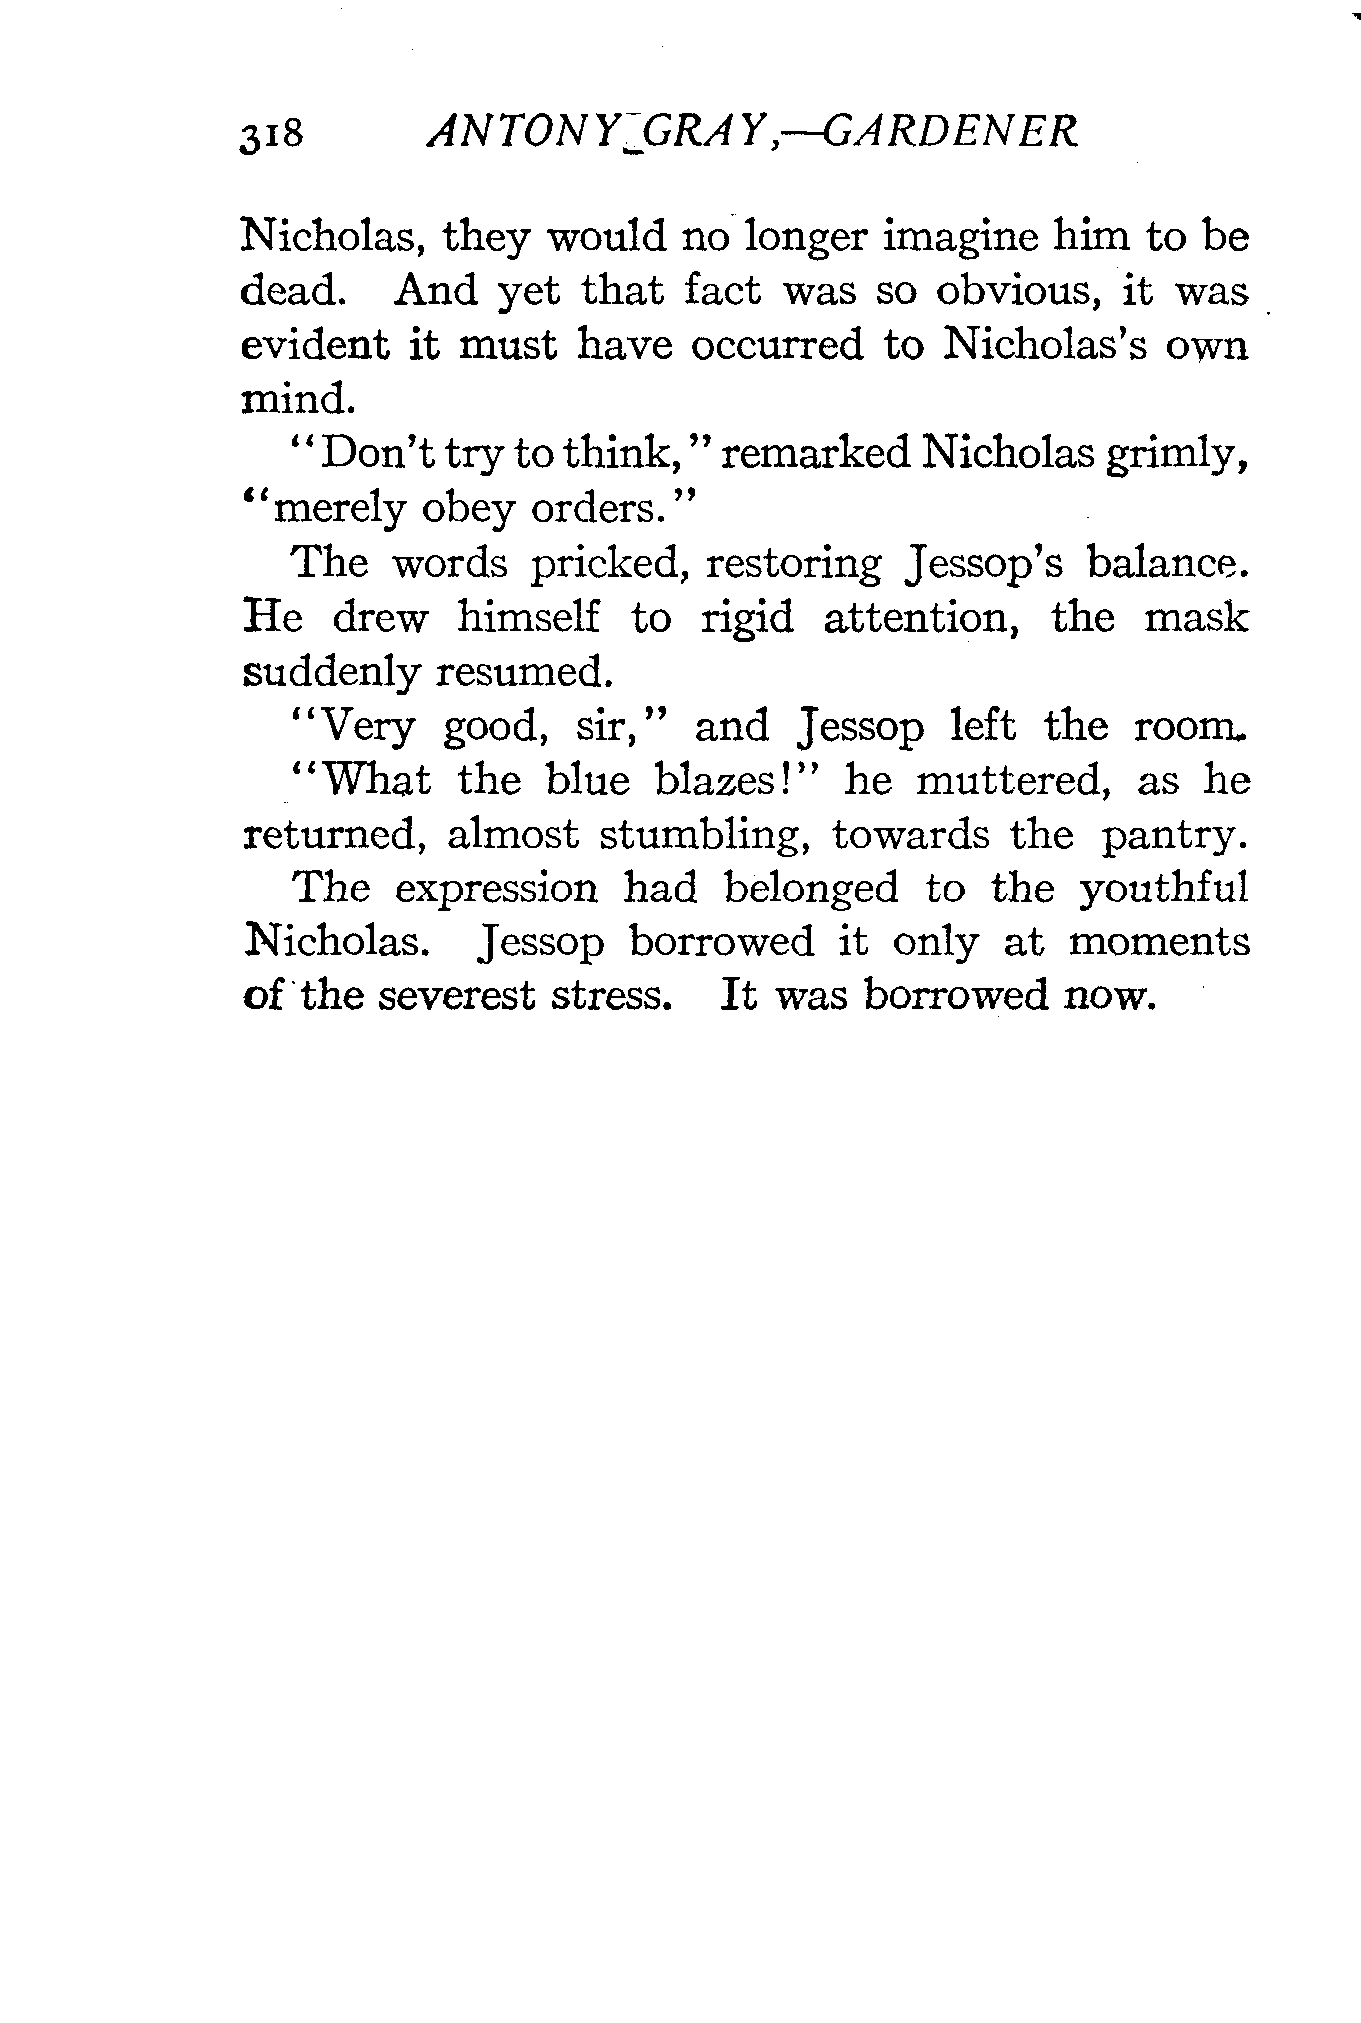 318 ANTONY GRAY,—GARDENER
Nicholas, they would no longer imagine him to be
dead. And yet that fact was so obvious, it was
evident it must have occurred to Nicholas's own
mind.
"Don't try to think," remarked Nicholas grimly,
"merely obey orders."
The words pricked, restoring Jessop's balance.
He drew himself to rigid attention, the mask
suddenly resumed.
"Very good, sir," and Jessop left the room.
"What the blue blazes!" he muttered, as he
returned, almost stumbling, towards the pantry.
The expression had belonged to the youthful
Nicholas. Jessop borrowed it only at moments
of the severest stress. It was borrowed now.